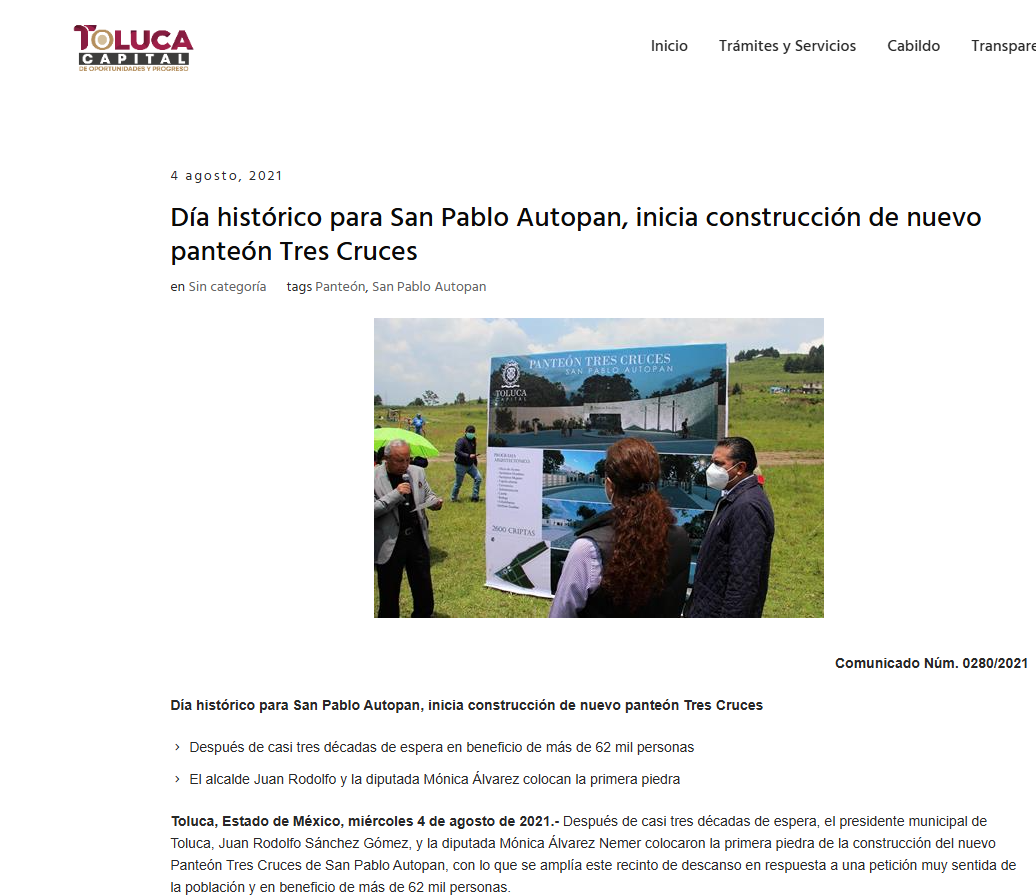 TOLUCA
CAPITAL
DE OPORTUNIDADES Y PROGRESO
Inicio Trámites y Servicios Cabildo Transpare
4 agosto, 2021
Día histórico para San Pablo Autopan, inicia construcción de nuevo
panteón Tres Cruces
en Sin categoría tags Panteón, San Pablo Autopan
PANTEÓN TRES CRUCES
SAN PABLO AUTOPAN
TOLUCA
CAPITAL
PROGRAMA
ARQUITECTÓNICO
2600 CRIPTAS
Comunicado Núm. 0280/2021
Día histórico para San Pablo Autopan, inicia construcción de nuevo panteón Tres Cruces
› Después de casi tres décadas de espera en beneficio de más de 62 mil personas
› El alcalde Juan Rodolfo y la diputada Mónica Álvarez colocan la primera piedra
Toluca, Estado de México, miércoles 4 de agosto de 2021.- Después de casi tres décadas de espera, el presidente municipal de
Toluca, Juan Rodolfo Sánchez Gómez, y la diputada Mónica Álvarez Nemer colocaron la primera piedra de la construcción del nuevo
Panteón Tres Cruces de San Pablo Autopan, con lo que se amplía este recinto de descanso en respuesta a una petición muy sentida de
la población y en beneficio de más de 62 mil personas.